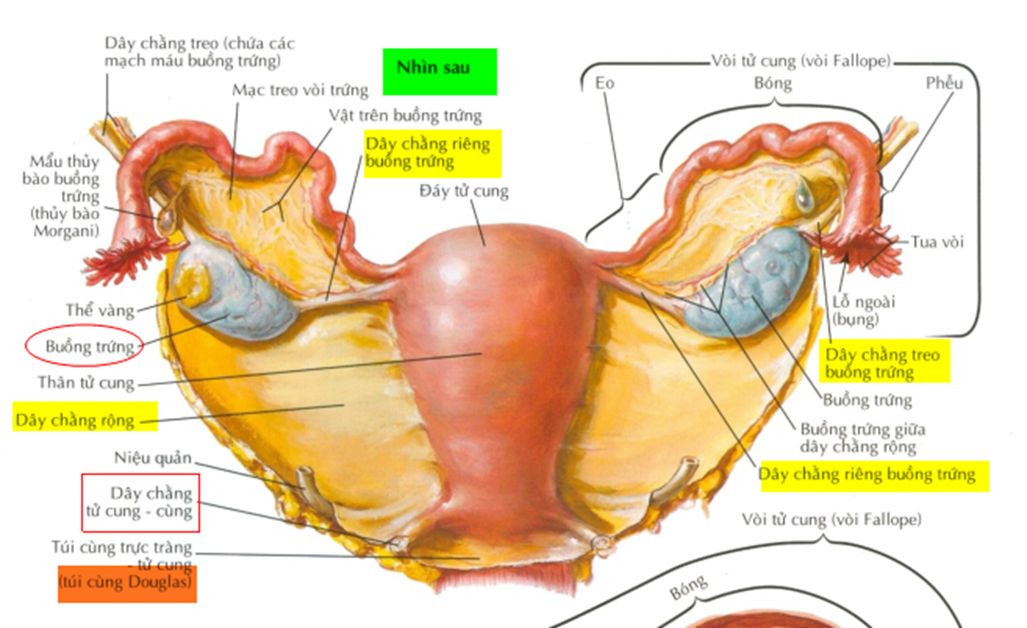 Dây chằng treo (chứa các
mạch máu buồng trứng)
Nhìn sau
Mạc treo vòi trứng
Vật trên buồng trứng
Dây chằng riêng
buồng trứng
Đáy tử cung
Mẩu thủy
bào buồng
trứng
(thủy bào
Morgani)
Thể vàng
Buồng trứng
Thân tử cung
Dây chằng rộng
Niệu quản
Dây chằng
tử cung - cùng
Túi cùng trực tràng
- tử cung
(túi cùng Douglas)
Vòi tử cung (vòi Fallope)
Eo
Bóng
Phễu
Tua vòi
Lỗ ngoài
(bụng)
Dây chằng treo
buồng trứng
Buồng trứng
Buồng trứng giữa
dây chằng rộng
Dây chằng riêng buồng trứng
Vòi tử cung (vòi Fallope)
Bóng